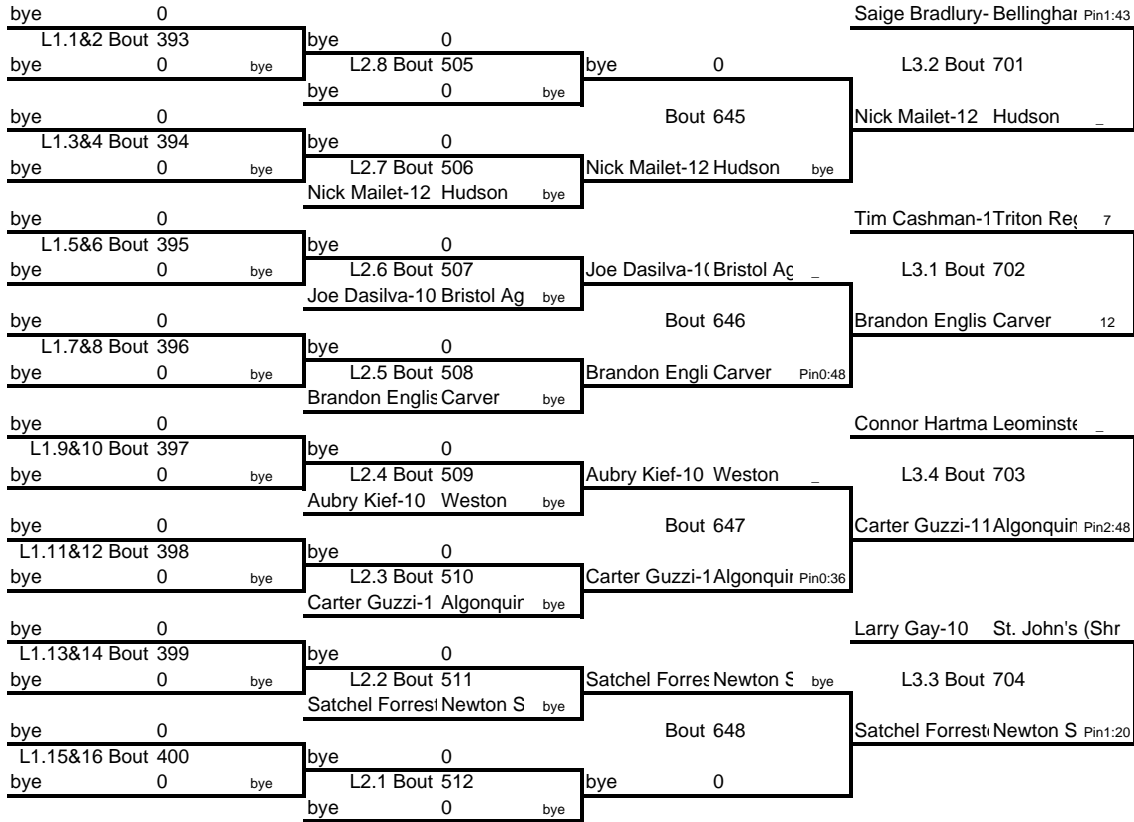 bye 0 Saige Bradlury- Bellinghar Pin1:43
L1.1&2 Bout 393 bye 0
bye 0 bye L2.8 Bout 505 bye 0 L3.2 Bout 701
bye 0 bye
bye 0 Bout 645 Nick Mailet-12 Hudson _
L1.3&4 Bout 394 bye 0
bye 0 bye L2.7 Bout 506 Nick Mailet-12 Hudson bye
Nick Mailet-12 Hudson bye
bye 0 Tim Cashman-1 Triton Reg 7
L1.5&6 Bout 395 bye 0
bye 0 bye L2.6 Bout 507 Joe Dasilva-10 Bristol Ag _ L3.1 Bout 702
Joe Dasilva-10 Bristol Ag bye
bye 0 Bout 646 Brandon Englis Carver 12
L1.7&8 Bout 396 bye 0
bye 0 bye L2.5 Bout 508 Brandon Engli Carver Pin0:48
Brandon Englis Carver bye
bye 0 Connor Hartma Leominste _
L1.9&10 Bout 397 bye 0
bye 0 bye L2.4 Bout 509 Aubry Kief-10 Weston _ L3.4 Bout 703
Aubry Kief-10 Weston bye
bye 0 Bout 647 Carter Guzzi-11 Algonquin Pin2:48
L1.11&12 Bout 398 bye 0
bye 0 bye L2.3 Bout 510 Carter Guzzi-1 Algonquin Pin0:36
Carter Guzzi-1 Algonquir bye
bye 0 Larry Gay-10 St. John's (Shr
L1.13&14 Bout 399 bye 0
bye 0 bye L2.2 Bout 511 Satchel Forres Newton S bye L3.3 Bout 704
Satchel Forrest Newton S bye
bye 0 Bout 648 Satchel Forrest Newton S Pin1:20
L1.15&16 Bout 400 bye 0
bye 0 bye L2.1 Bout 512 bye 0
bye 0 bye